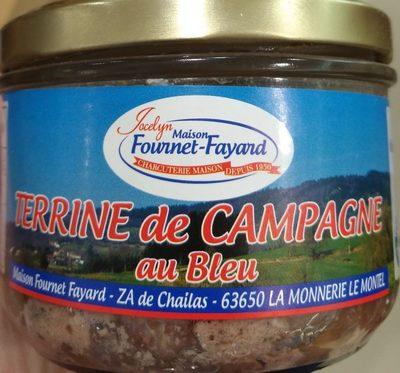 Jocelyn
Maison
Fournet-Fayard
CHARCUTERIE MAISON DEPUIS 1950
TERRINE de CAMPAGNE
au Bleu
Maison Fournet Fayard - ZA de Chailas - 63650 LA MONNERIE LE MONTEL